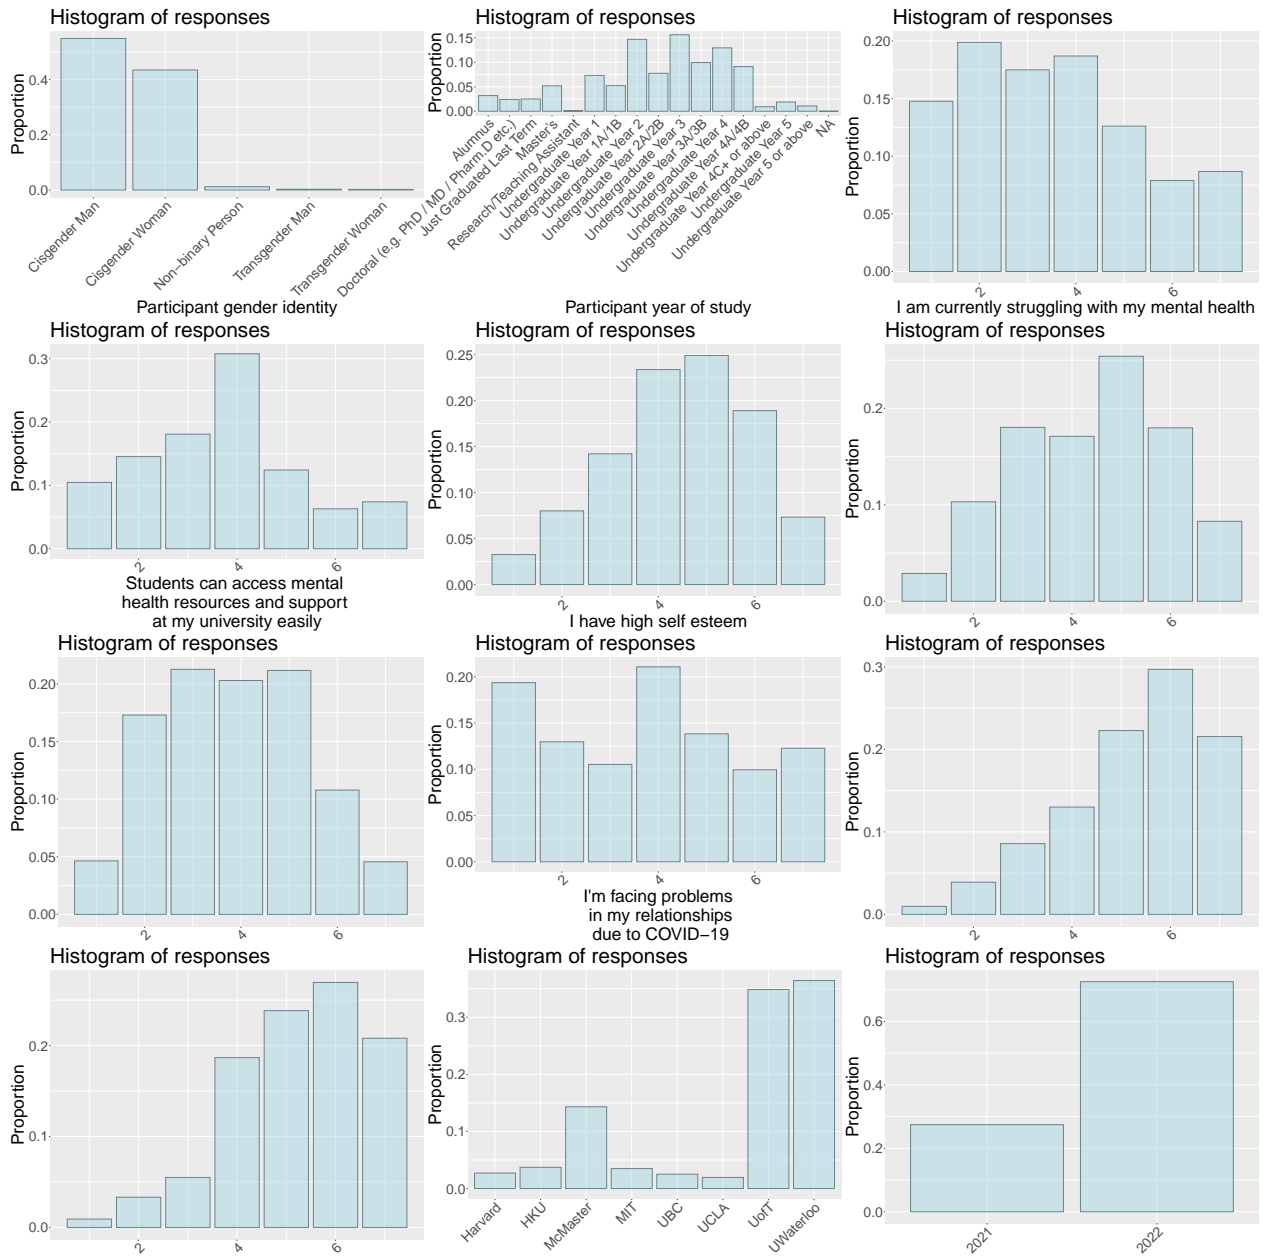 Histogram of responses
Proportion
0.4
0.2
0.0
Cisgender Man
Cisgender Woman
Non−binary Person
Transgender Man
Transgender Woman
Participant gender identity
Histogram of responses
Proportion
0.15
0.10
0.05
0.00
Alumnus
Doctoral (e.g. PhD / MD / Pharm.D etc.)
Just Graduated Last Term
Master's
Research/Teaching Assistant
Undergraduate Year 1
Undergraduate Year 1A/1B
Undergraduate Year 2
Undergraduate Year 2A/2B
Undergraduate Year 3
Undergraduate Year 3A/3B
Undergraduate Year 4
Undergraduate Year 4A/4B
Undergraduate Year 4C+ or above
Undergraduate Year 5
Undergraduate Year 5 or above
NA
Participant year of study
Histogram of responses
0.20
0.15
0.10
0.05
0.00
Proportion
2
4
6
I am currently struggling with my mental health
Histogram of responses
Proportion
0.3
0.2
0.1
0.0
2
4
6
Students can access mental
health resources and support
at my university easily
Histogram of responses
Proportion
0.25
0.20
0.15
0.10
0.05
0.00
2
4
6
I have high self esteem
Histogram of responses
Proportion
0.2
0.1
0.0
2
4
6
Histogram of responses
Proportion
0.20
0.15
0.10
0.05
0.00
2
4
6
Histogram of responses
Proportion
0.20
0.15
0.10
0.05
0.00
2
4
6
I'm facing problems
in my relationships
due to COVID−19
Histogram of responses
Proportion
0.3
0.2
0.1
0.0
2
4
6
Histogram of responses
Proportion
0.2
0.1
0.0
2
4
6
Histogram of responses
Proportion
0.3
0.2
0.1
0.0
Harvard
HKU
McMaster
MIT
UBC
UCLA
UofT
UWaterloo
Histogram of responses
Proportion
0.6
0.4
0.2
0.0
2021
2022